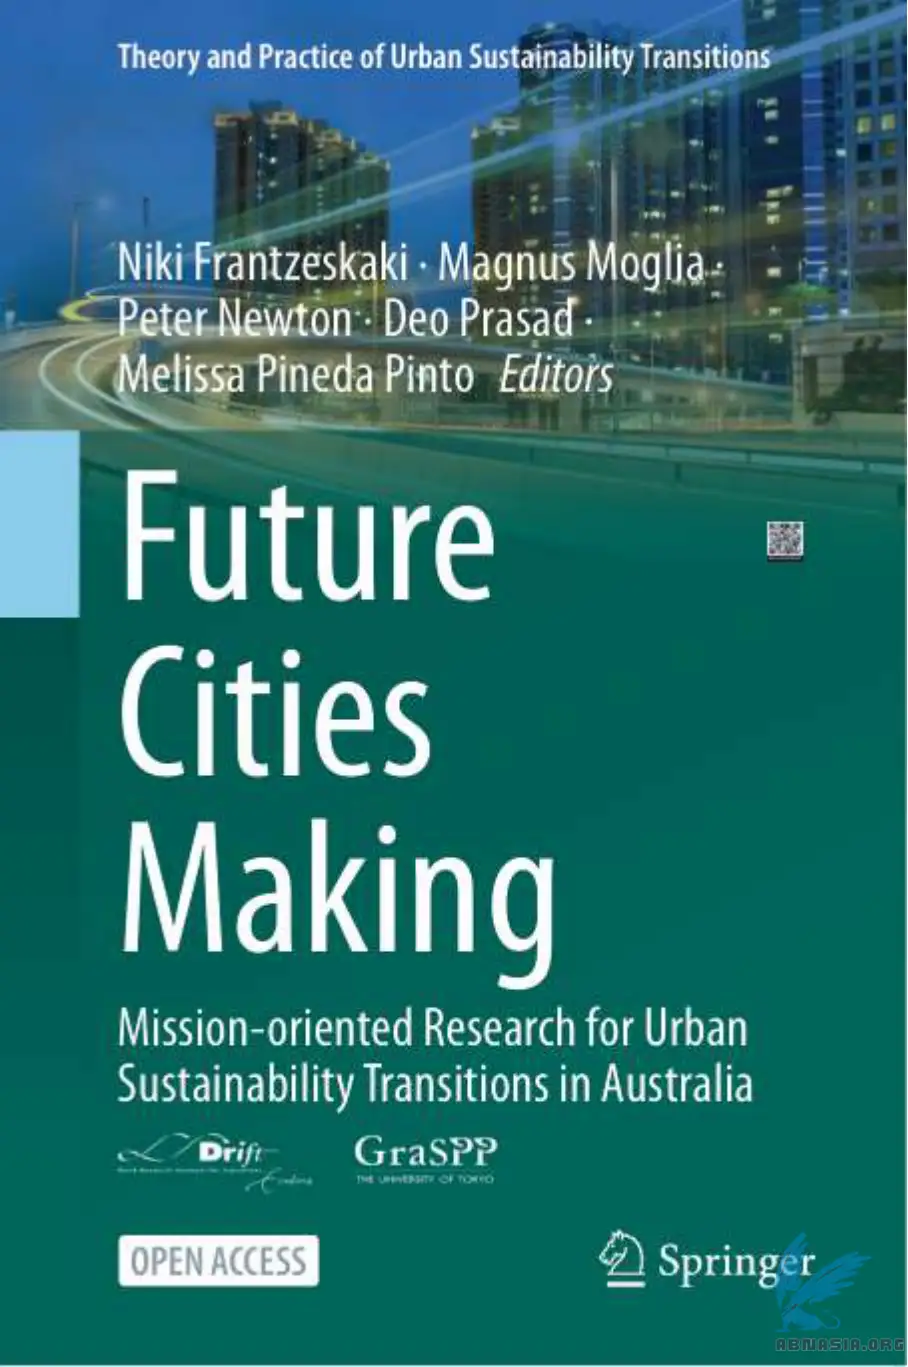 Theory and Practice of Urban Sustainability Transitions
Niki Frantzeskaki · Magnus Moglia ·
Peter Newton · Deo Prasad ·
Melissa Pineda Pinto Editors
Future
Cities
Making
Mission-oriented Research for Urban
Sustainability Transitions in Australia
Drift
GraSPP
THE UNIVERSITY OF TOKYO
OPEN ACCESS
Springer
ABNASIA.ORG